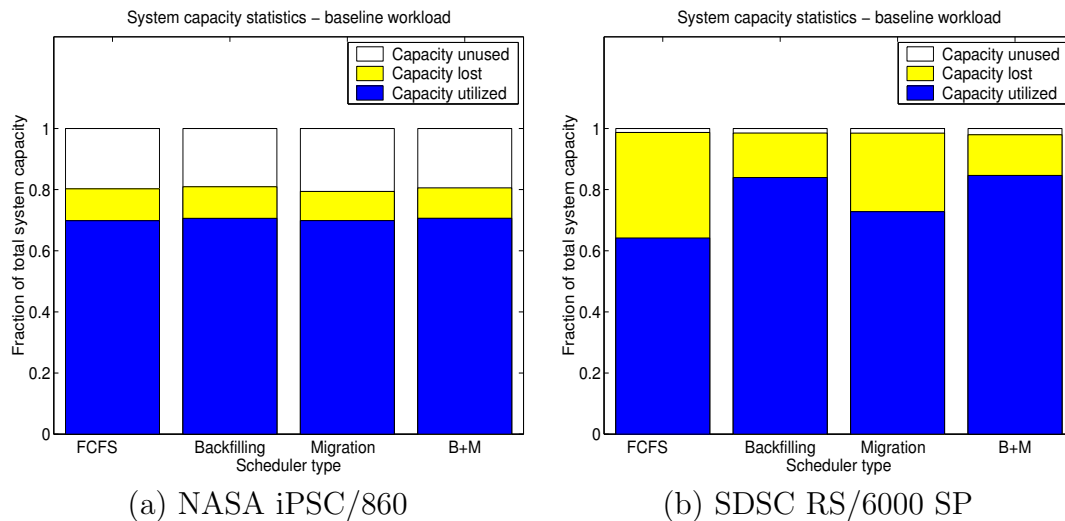 System capacity statistics – baseline workload
Capacity unused
Capacity lost
Capacity utilized
1
0.8
0.6
0.4
0.2
0
Fraction of total system capacity
FCFS Backfilling Migration B+M
Scheduler type
(a) NASA iPSC/860
System capacity statistics – baseline workload
Capacity unused
Capacity lost
Capacity utilized
1
0.8
0.6
0.4
0.2
0
Fraction of total system capacity
FCFS Backfilling Migration B+M
Scheduler type
(b) SDSC RS/6000 SP